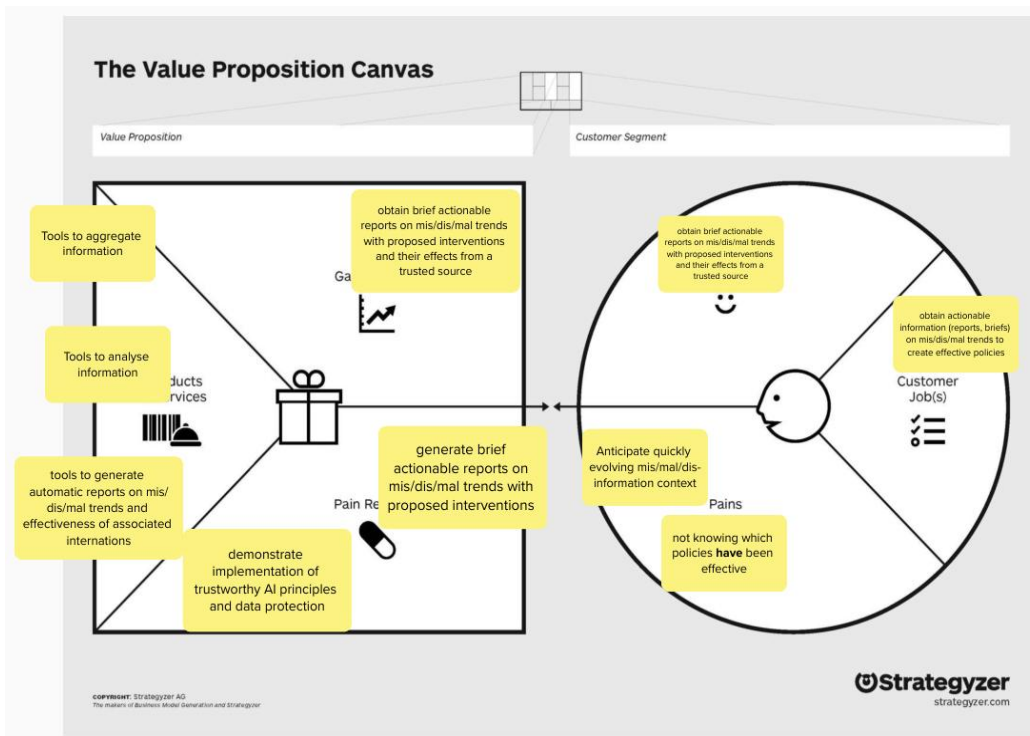 The Value Proposition Canvas
Value Proposition
Customer Segment
Tools to aggregate
information
obtain brief actionable
reports on mis/dis/mal trends
with proposed interventions
and their effects from a
trusted source
Ga
Tools to analyse
information
ducts
rvices
tools to generate
automatic reports on mis/
dis/mal trends and
effectiveness of associated
internations
generate brief
actionable reports on
mis/dis/mal trends with
proposed interventions
Pain Re
demonstrate
implementation of
trustworthy AI principles
and data protection
obtain brief actionable
reports on mis/dis/mal trends
with proposed interventions
and their effects from a
trusted source
obtain actionable
information (reports, briefs)
on mis/dis/mal trends to
create effective policies
Customer
Job(s)
Anticipate quickly
evolving mis/mal/dis-
information context
Pains
not knowing which
policies have been
effective
COPYRIGHT: Strategyzer AG
The makers of Business Model Generation and Strategyzer
Strategyzer
strategyzer.com